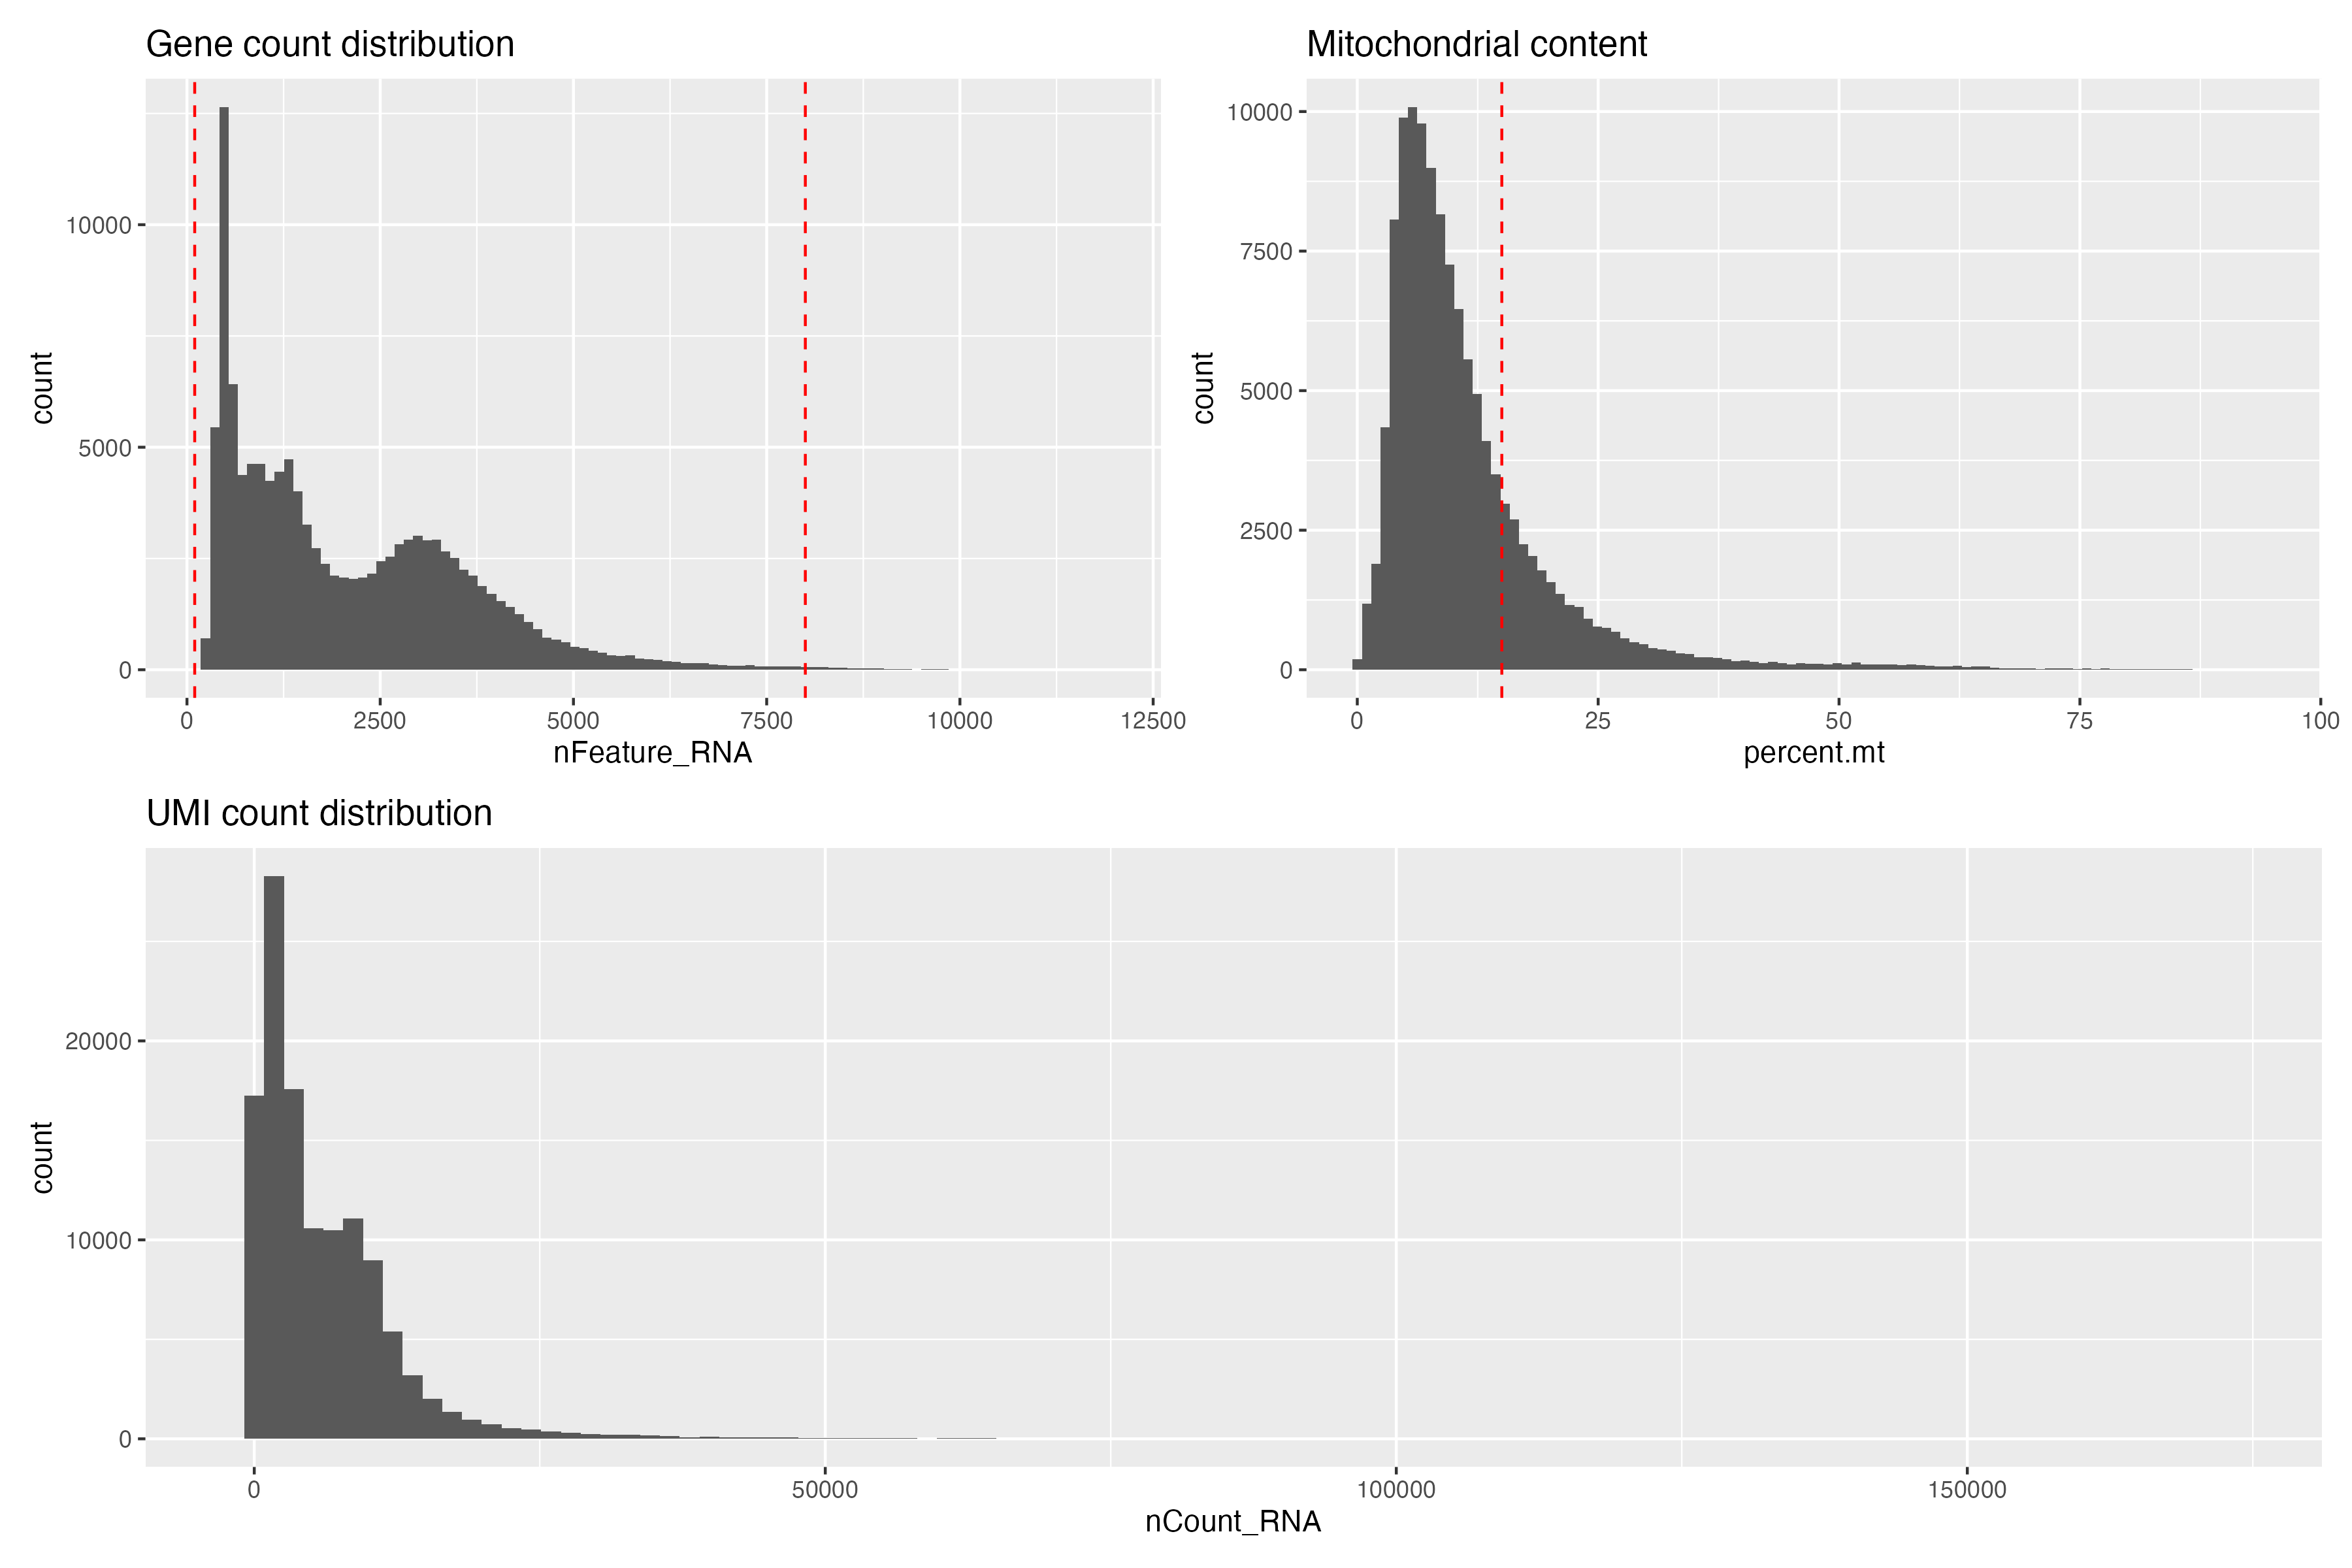 Gene count distribution
count
10000
5000
0
0 2500 5000 7500 10000 12500
nFeature_RNA
Mitochondrial content
count
10000
7500
5000
2500
0
0 25 50 75 100
percent.mt
UMI count distribution
count
20000
10000
0
0 50000 100000 150000
nCount_RNA